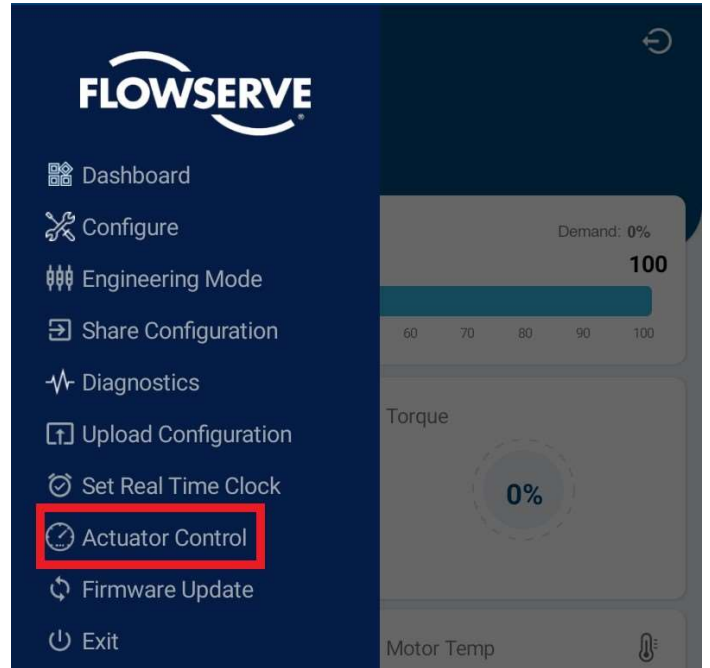 FLOWSERVE
®
Dashboard
Configure
Engineering Mode
Share Configuration
Diagnostics
Upload Configuration
Set Real Time Clock
Actuator Control
Firmware Update
Exit
Demand: 0%
100
60 70 80 90 100
Torque
0%
Motor Temp